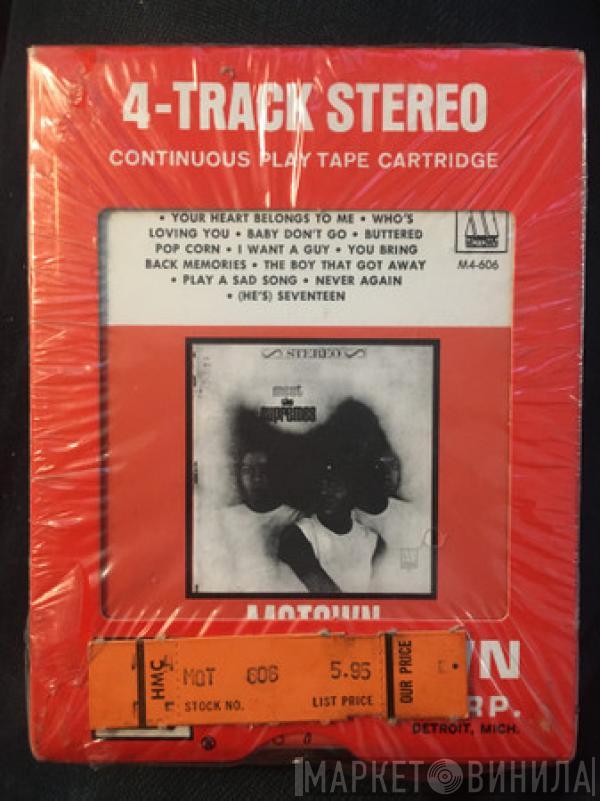 4-TRACK STEREO
CONTINUOUS PLAY TAPE CARTRIDGE
• YOUR HEART BELONGS TO ME • WHO'S
LOVING YOU • BABY DON'T GO • BUTTERED
POP CORN • I WANT A GUY • YOU BRING
BACK MEMORIES • THE BOY THAT GOT AWAY
• PLAY A SAD SONG • NEVER AGAIN
• (HE'S) SEVENTEEN
M4-606
STEREO
meet
the
supremes
MOTOWN
HMC
MOT 606 5.95
STOCK NO. LIST PRICE
OUR PRICE
WN
RP.
DETROIT, MICH.
МАРКЕТ ВИНИЛА